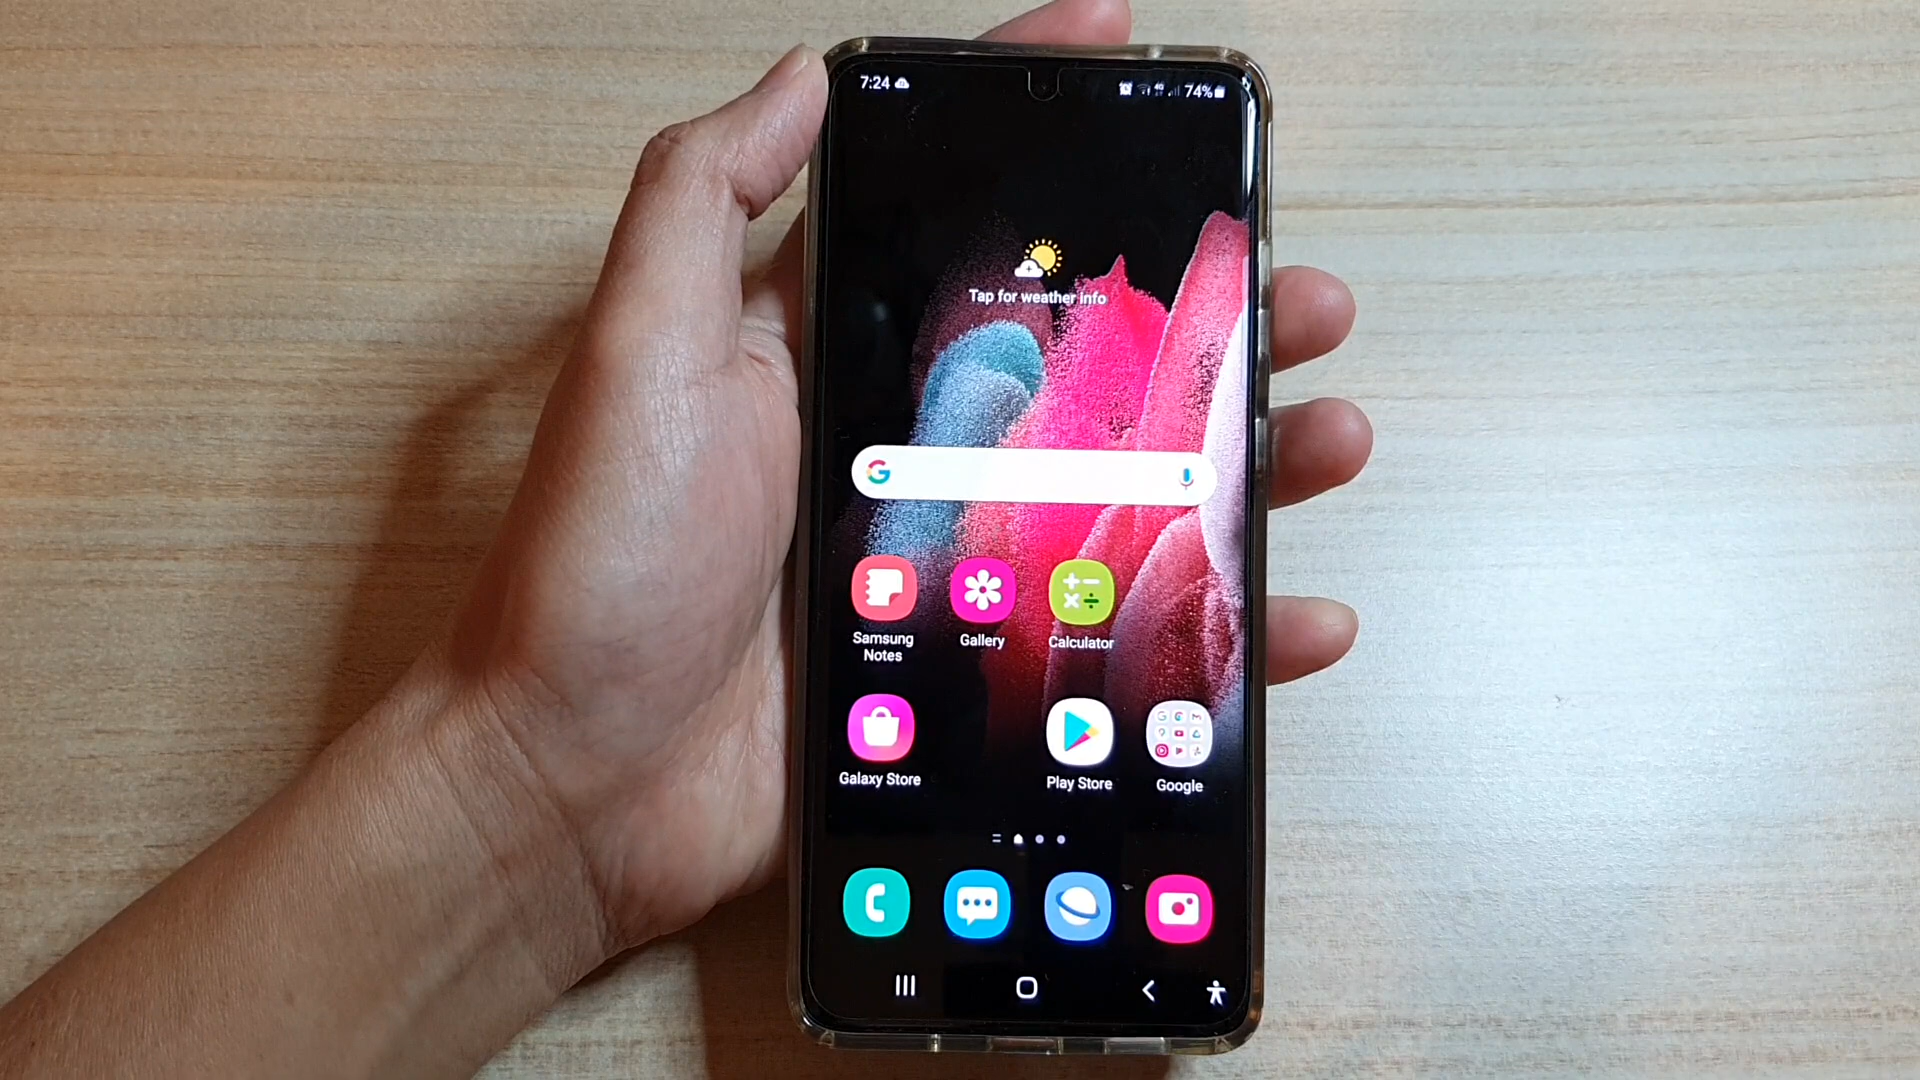 7:24
74%
Tap for weather info
Samsung
Notes
Gallery
Calculator
Galaxy Store
Play Store
Google